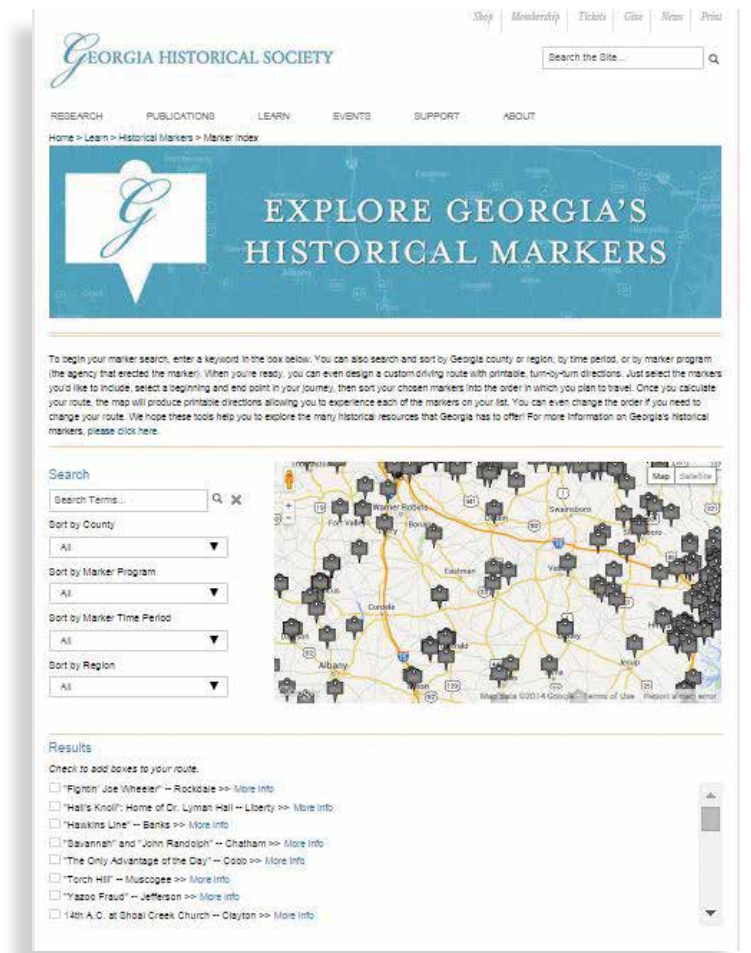 Shop Membership Tickets Give News Print
GEORGIA HISTORICAL SOCIETY
Search the Site...
RESEARCH PUBLICATIONS LEARN EVENTS SUPPORT ABOUT
Home > Learn > Historical Markers > Marker Index
G
EXPLORE GEORGIA'S
HISTORICAL MARKERS
To begin your marker search, enter a keyword in the box below. You can also search and sort by Georgia county or region, by time period, or by marker program
(the agency that erected the marker). When you're ready, you can even design a custom driving route with printable, turn-by-turn directions. Just select the markers
you'd like to include, select a beginning and end point in your journey, then sort your chosen markers into the order in which you plan to travel. Once you calculate
your route, the map will produce printable directions allowing you to experience each of the markers on your list. You can even change the order if you need to
change your route. We hope these tools help you to explore the many historical resources that Georgia has to offer! For more information on Georgia's historical
markers, please click here.
Search
Search Terms...
Sort by County
All
Sort by Marker Program
All
Sort by Marker Time Period
All
Sort by Region
All
Map Satellite
Warner Robins
Swainsboro
Eastman
Cordele
Albany
Jesup
Map data ©2014 Google Terms of Use Report a map error
Results
Check to add boxes to your route.
"Fightin' Joe Wheeler" -- Rockdale >> More Info
"Hall's Knoll": Home of Dr. Lyman Hall -- Liberty >> More Info
"Hawkins Line" -- Banks >> More Info
"Savannah" and "John Randolph" -- Chatham >> More Info
"The Only Advantage of the Day" -- Cobb >> More Info
"Torch Hill" -- Muscogee >> More Info
"Yazoo Fraud" -- Jefferson >> More Info
14th A.C. at Shoal Creek Church -- Clayton >> More Info